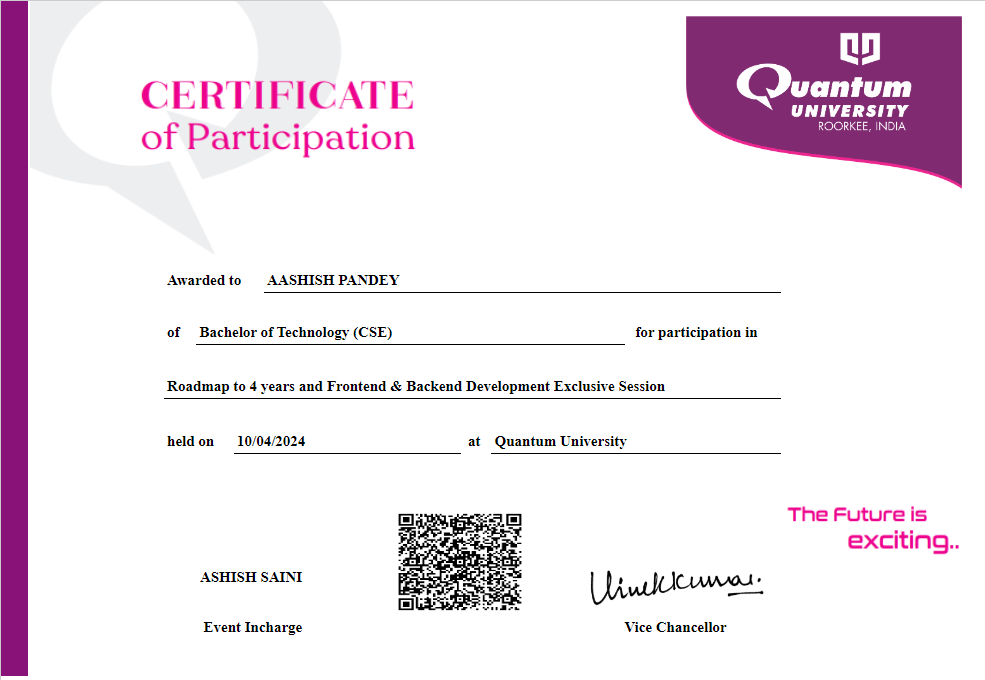 CERTIFICATE
of Participation
Quantum
UNIVERSITY
ROORKEE, INDIA
Awarded to AASHISH PANDEY
of Bachelor of Technology (CSE) for participation in
Roadmap to 4 years and Frontend & Backend Development Exclusive Session
held on 10/04/2024 at Quantum University
The Future is
exciting..
ASHISH SAINI
Vivekkumar.
Event Incharge Vice Chancellor